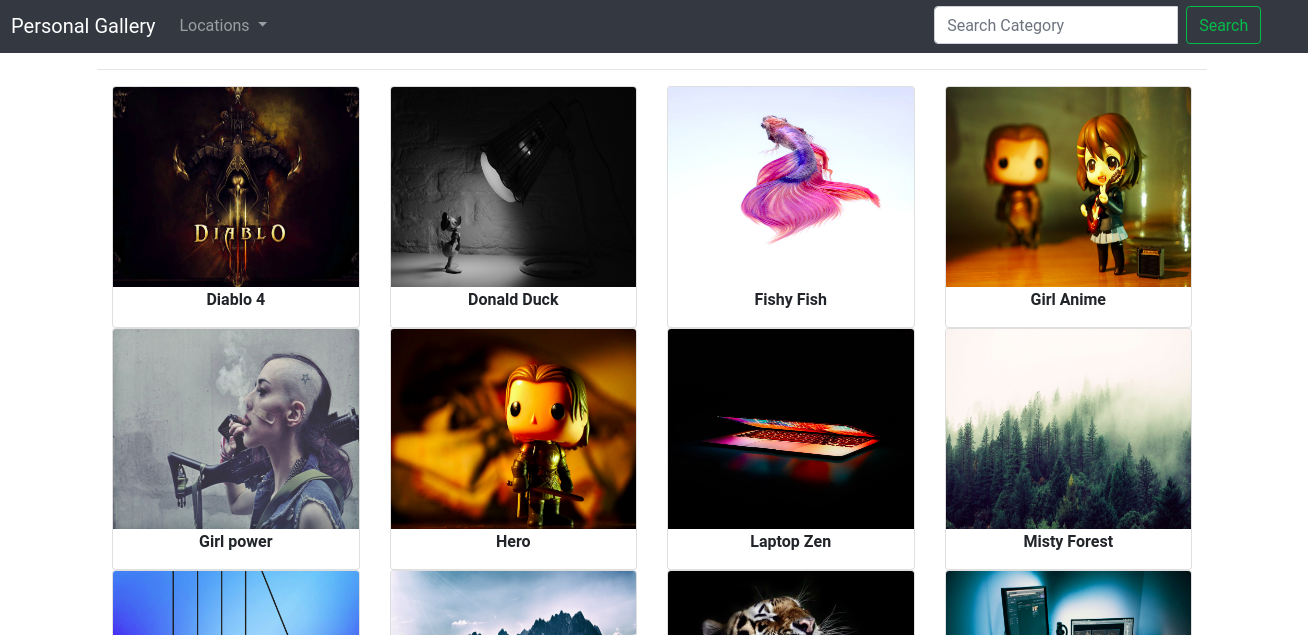 Personal Gallery Locations Search Category Search
DIABLO
Diablo 4 Donald Duck Fishy Fish Girl Anime
Girl power Hero Laptop Zen Misty Forest